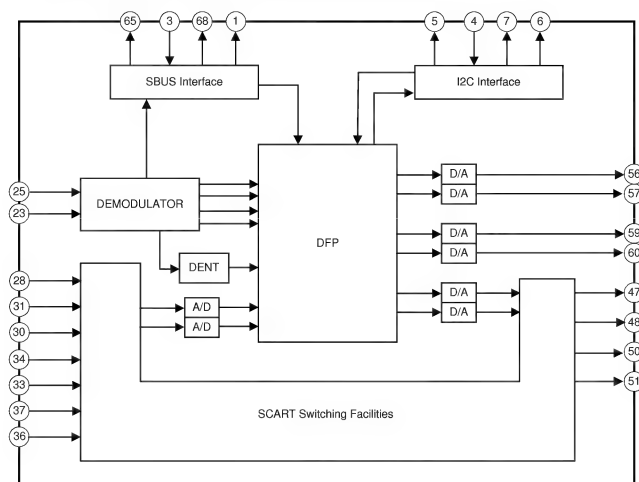 65 3 68 1 5 4 7 6
SBUS Interface
I2C Interface
25
23
DEMODULATOR
DFP
DENT
D/A
D/A
56
57
D/A
D/A
59
60
28
31
30
34
33
37
36
A/D
A/D
D/A
D/A
47
48
50
51
SCART Switching Facilities